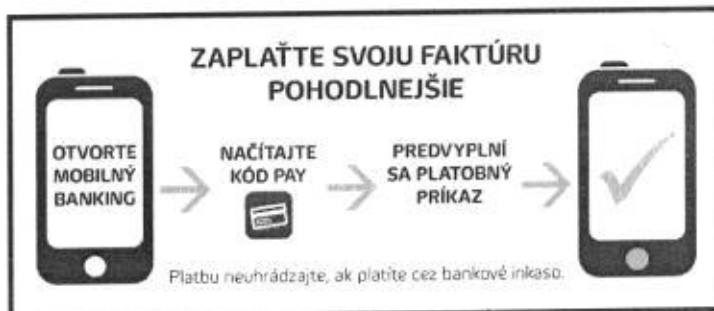 ZAPLAŤTE SVOJU FAKTÚRU
POHODLNEJŠIE
OTVORTE
MOBILNÝ
BANKING
NAČÍTAJTE
KÓD PAY
PREDVYPLNÍ
SA PLATOBNÝ
PRÍKAZ
Platbu neuhrádzajte, ak platíte cez bankové inkaso.